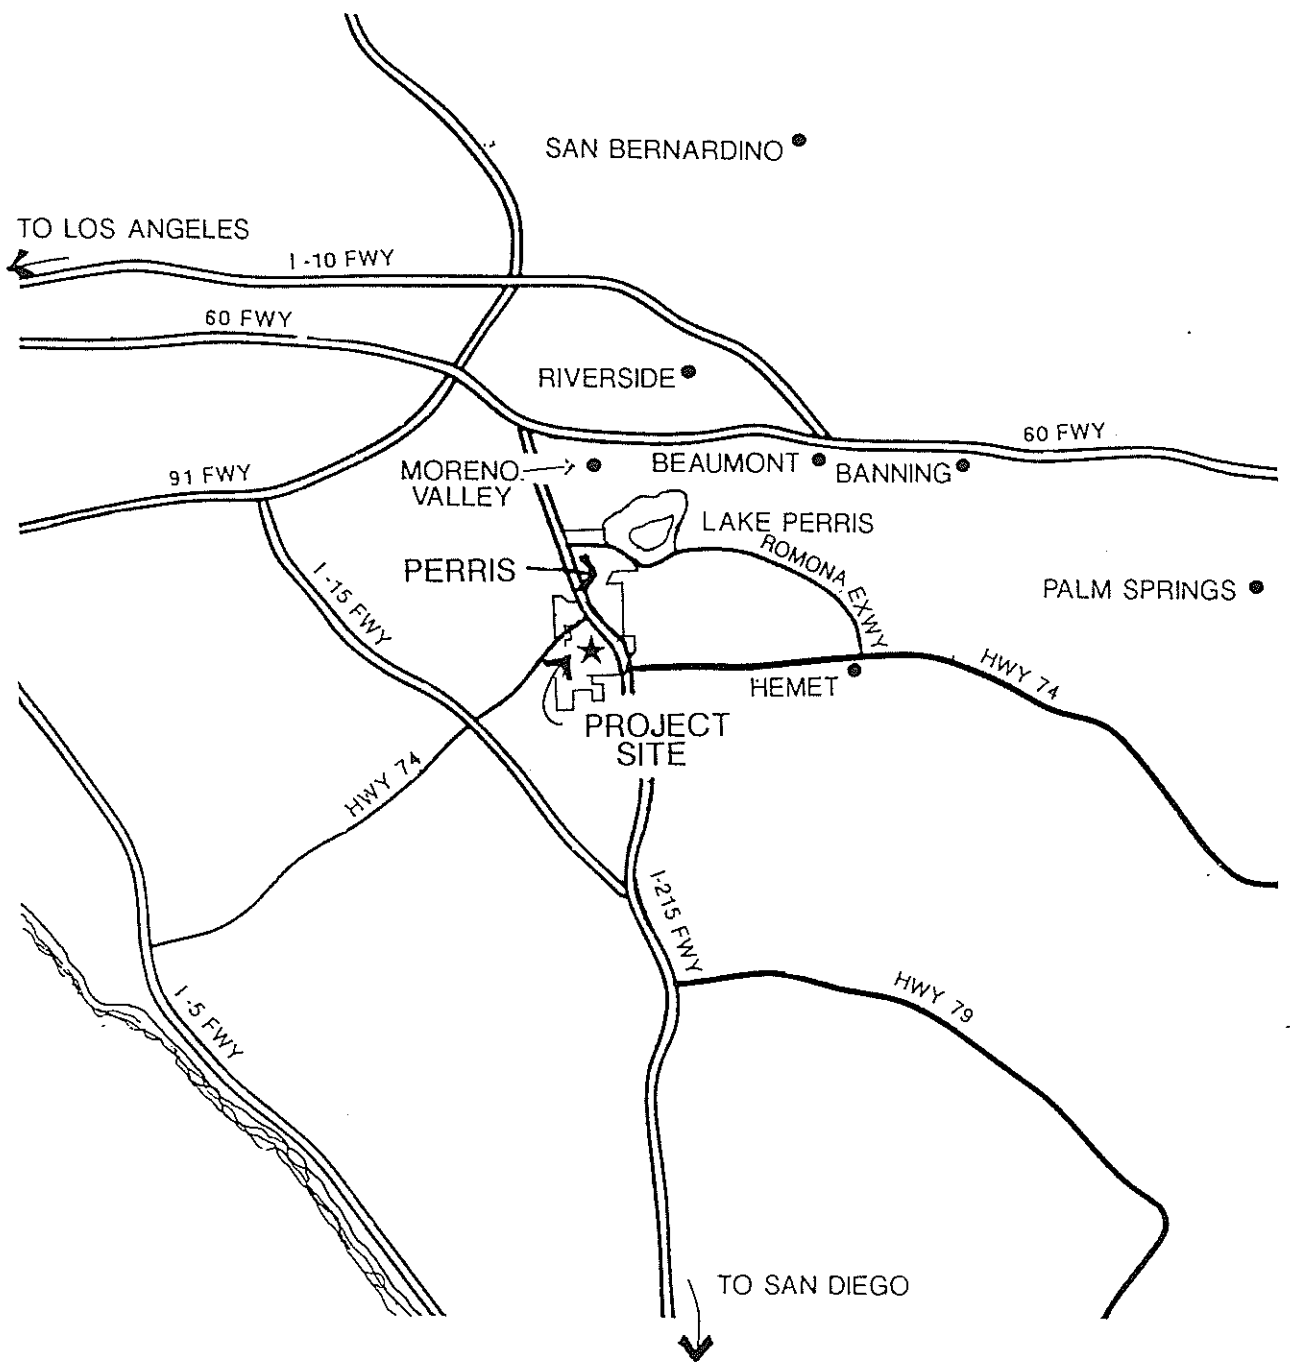 SAN BERNARDINO
TO LOS ANGELES
I-10 FWY
60 FWY
RIVERSIDE
60 FWY
MORENO
VALLEY
BEAUMONT
BANNING
91 FWY
LAKE PERRIS
ROMONA EXWY
PERRIS
I-15 FWY
PALM SPRINGS
HEMET
HWY 74
PROJECT
SITE
HWY 74
I-215 FWY
HWY 79
I-5 FWY
TO SAN DIEGO